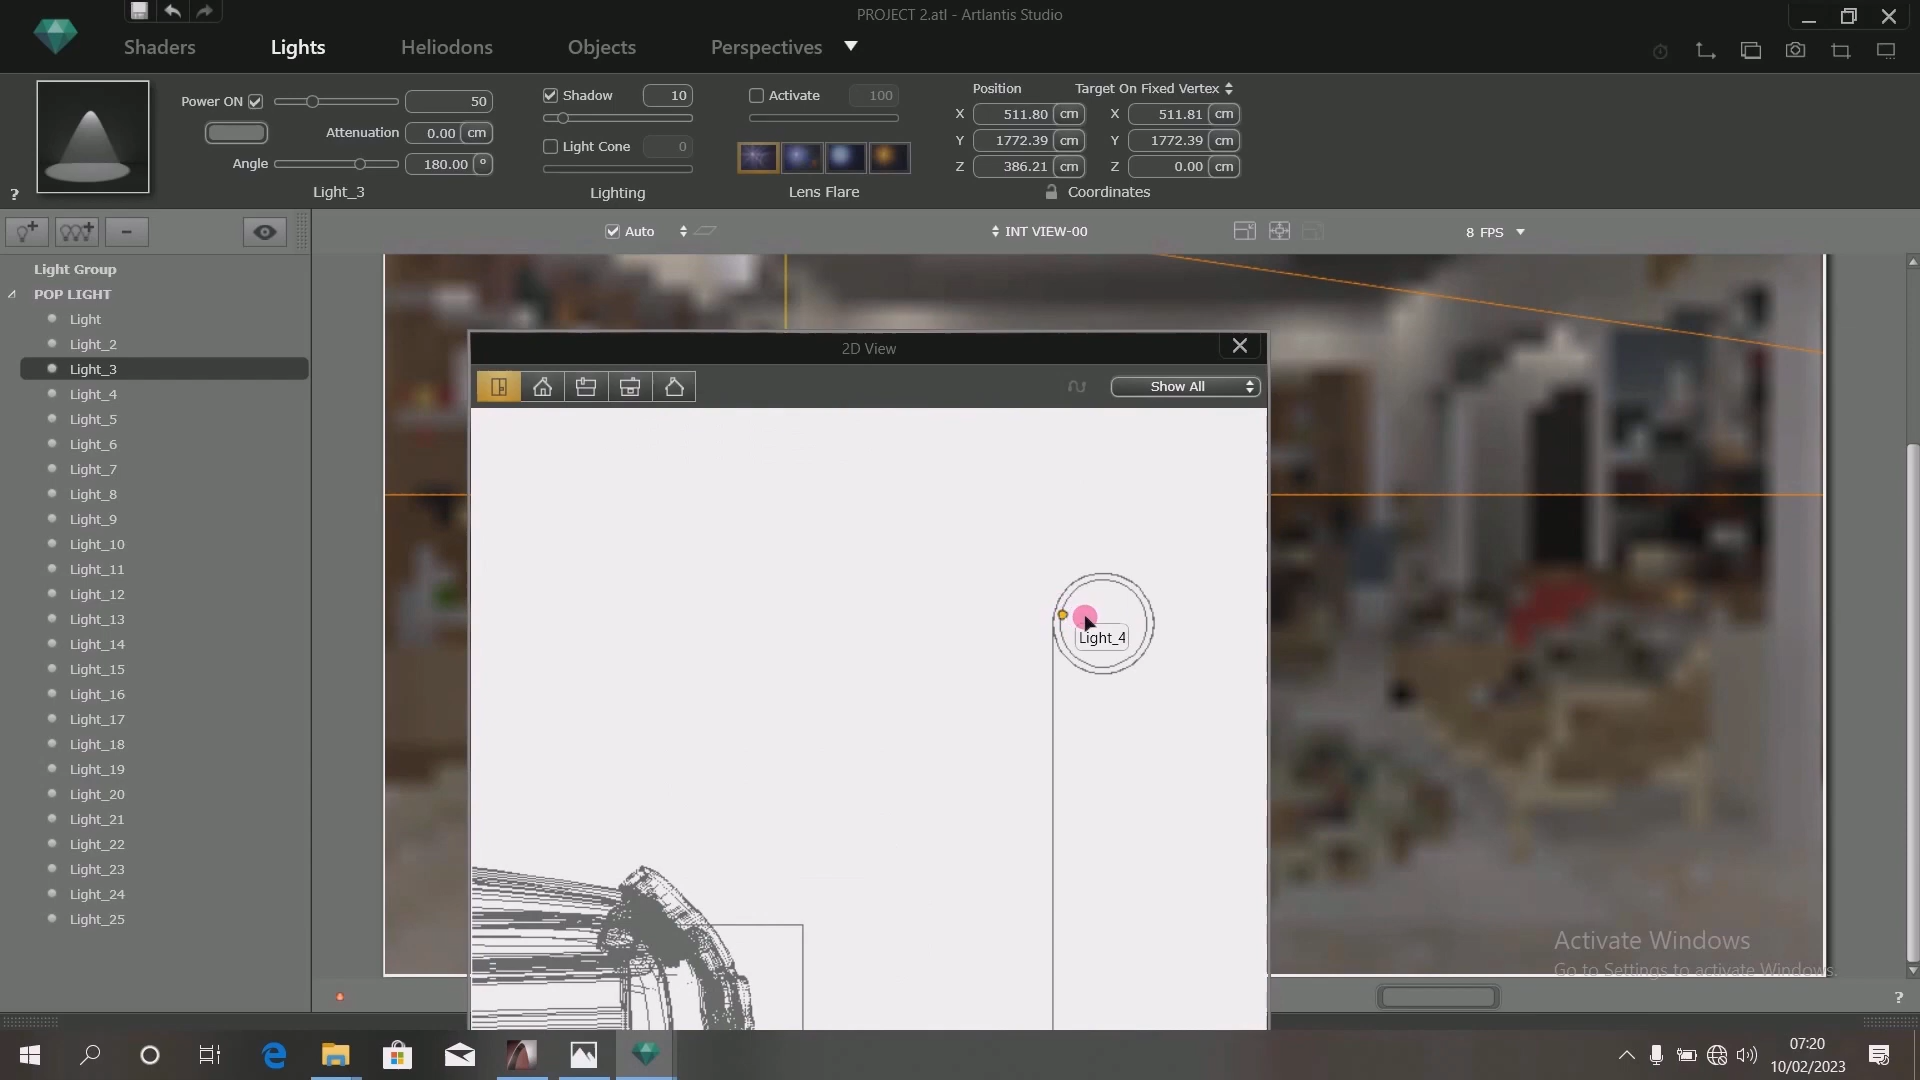 PROJECT 2.atl - Artlantis Studio
Shaders
Lights
Heliodons
Objects
Perspectives
Power ON
50
Attenuation
0.00 cm
Angle
180.00 °
Light_3
Shadow
10
Light Cone
0
Lighting
Activate
100
Lens Flare
Position
Target On Fixed Vertex
X 511.80 cm
X 511.81 cm
Y 1772.39 cm
Y 1772.39 cm
Z 386.21 cm
Z 0.00 cm
Coordinates
?
Auto
INT VIEW-00
8 FPS
Light Group
POP LIGHT
Light
Light_2
Light_3
Light_4
Light_5
Light_6
Light_7
Light_8
Light_9
Light_10
Light_11
Light_12
Light_13
Light_14
Light_15
Light_16
Light_17
Light_18
Light_19
Light_20
Light_21
Light_22
Light_23
Light_24
Light_25
2D View
Show All
Light_4
Activate Windows
Go to Settings to activate Windows.
?
07:20
10/02/2023